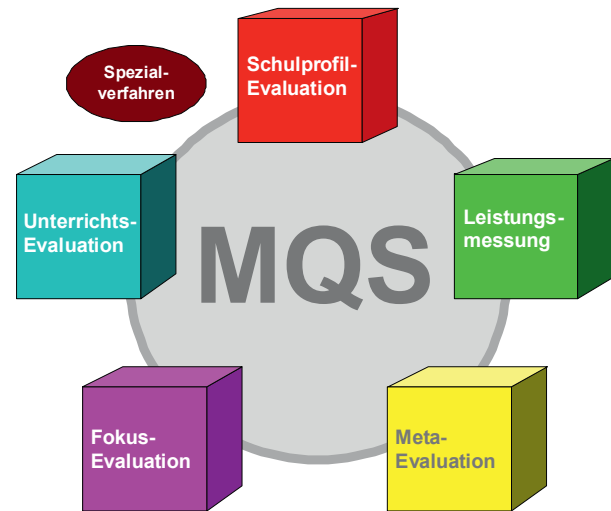 Spezial-
verfahren
Schulprofil-
Evaluation
Unterrichts-
Evaluation
MQS
Leistungs-
messung
Fokus-
Evaluation
Meta-
Evaluation